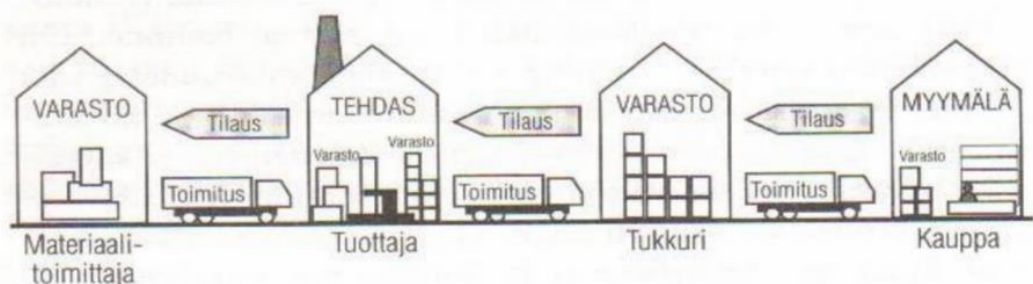 VARASTO
Tilaus
Toimitus
Materiaali-
toimittaja
TEHDAS
Varasto
Varasto
Tuottaja
Tilaus
Toimitus
VARASTO
Tukkuri
Tilaus
Toimitus
MYYMÄLÄ
Varasto
Kauppa